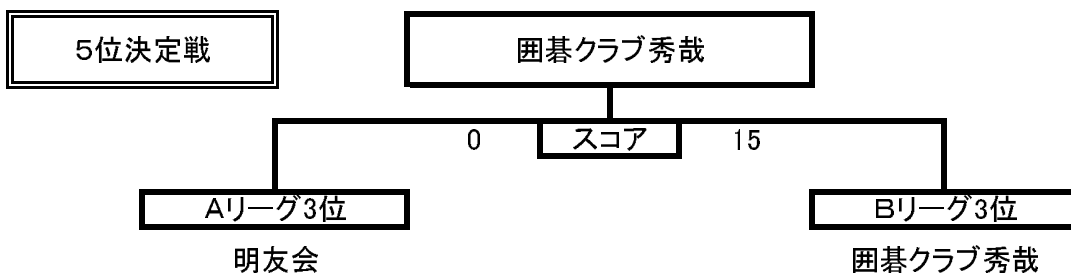 ５位決定戦
囲碁クラブ秀哉
0 スコア 15
Ａリーグ3位
Ｂリーグ3位
明友会
囲碁クラブ秀哉